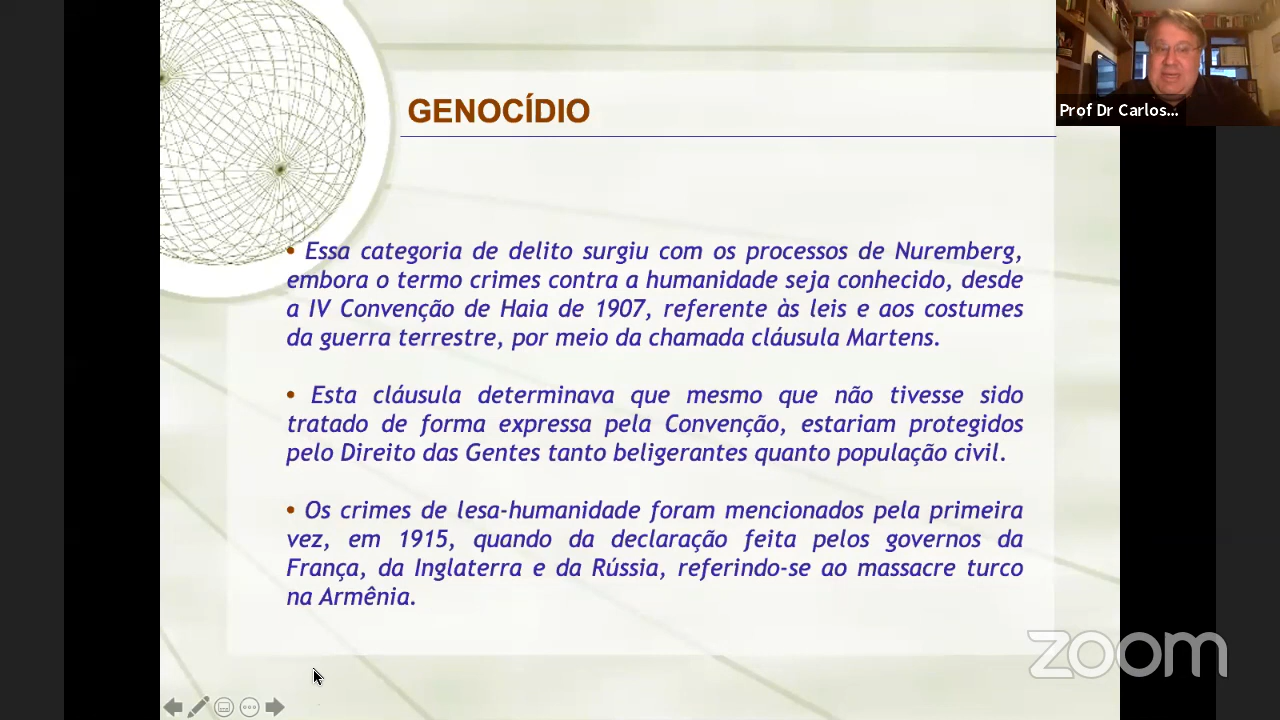 GENOCÍDIO
Prof Dr Carlos...
• Essa categoria de delito surgiu com os processos de Nuremberg,
embora o termo crimes contra a humanidade seja conhecido, desde
a IV Convenção de Haia de 1907, referente às leis e aos costumes
da guerra terrestre, por meio da chamada cláusula Martens.
• Esta cláusula determinava que mesmo que não tivesse sido
tratado de forma expressa pela Convenção, estariam protegidos
pelo Direito das Gentes tanto beligerantes quanto população civil.
• Os crimes de lesa-humanidade foram mencionados pela primeira
vez, em 1915, quando da declaração feita pelos governos da
França, da Inglaterra e da Rússia, referindo-se ao massacre turco
na Armênia.
zoom